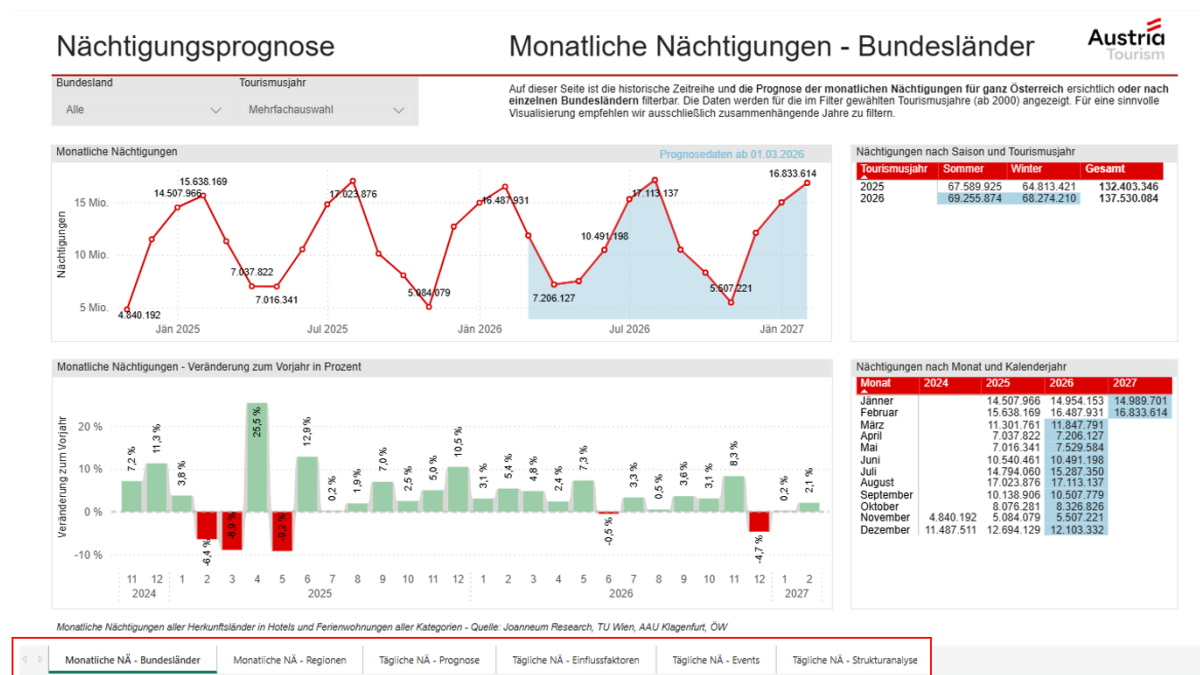 Nächtigungsprognose
Monatliche Nächtigungen - Bundesländer
Austria
Tourism
Bundesland
Alle
Tourismusjahr
Mehrfachauswahl
Auf dieser Seite ist die historische Zeitreihe und die Prognose der monatlichen Nächtigungen für ganz Österreich ersichtlich oder nach
einzelnen Bundesländern filterbar. Die Daten werden für die im Filter gewählten Tourismusjahre (ab 2000) angezeigt. Für eine sinnvolle
Visualisierung empfehlen wir ausschließlich zusammenhängende Jahre zu filtern.
Monatliche Nächtigungen
Prognosedaten ab 01.03.2026
Nächtigungen
15 Mio.
10 Mio.
5 Mio.
4.840.192
14.507.966
15.638.169
7.037.822
7.016.341
17.023.876
5.084.079
16.487.931
7.206.127
10.491.198
17.113.137
5.507.221
16.833.614
Jän 2025
Jul 2025
Jän 2026
Jul 2026
Jän 2027
Nächtigungen nach Saison und Tourismusjahr
Tourismusjahr Sommer Winter Gesamt
2025 67.589.925 64.813.421 132.403.346
2026 69.255.874 68.274.210 137.530.084
Monatliche Nächtigungen - Veränderung zum Vorjahr in Prozent
Veränderung zum Vorjahr
20 %
10 %
0 %
-10 %
7,2 %
11,3 %
3,8 %
-6,4 %
-8,9 %
25,5 %
-9,2 %
12,9 %
0,2 %
1,9 %
7,0 %
2,5 %
5,0 %
10,5 %
3,1 %
5,4 %
4,8 %
2,4 %
7,3 %
-0,5 %
3,3 %
0,5 %
3,6 %
3,1 %
8,3 %
-4,7 %
0,2 %
2,1 %
11 12 1 2 3 4 5 6 7 8 9 10 11 12 1 2 3 4 5 6 7 8 9 10 11 12 1 2
2024 2025 2026 2027
Nächtigungen nach Monat und Kalenderjahr
Monat 2024 2025 2026 2027
Jänner 14.507.966 14.954.153 14.989.701
Februar 15.638.169 16.487.931 16.833.614
März 11.301.761 11.847.791
April 7.037.822 7.206.127
Mai 7.016.341 7.529.584
Juni 10.540.461 10.491.198
Juli 14.794.060 15.287.350
August 17.023.876 17.113.137
September 10.138.906 10.507.779
Oktober 8.076.281 8.326.826
November 4.840.192 5.084.079 5.507.221
Dezember 11.487.511 12.694.129 12.103.332
Monatliche Nächtigungen aller Herkunftsländer in Hotels und Ferienwohnungen aller Kategorien - Quelle: Joanneum Research, TU Wien, AAU Klagenfurt, ÖW
Monatliche NÄ - Bundesländer
Monatliche NÄ - Regionen
Tägliche NÄ - Prognose
Tägliche NÄ - Einflussfaktoren
Tägliche NÄ - Events
Tägliche NÄ - Strukturanalyse